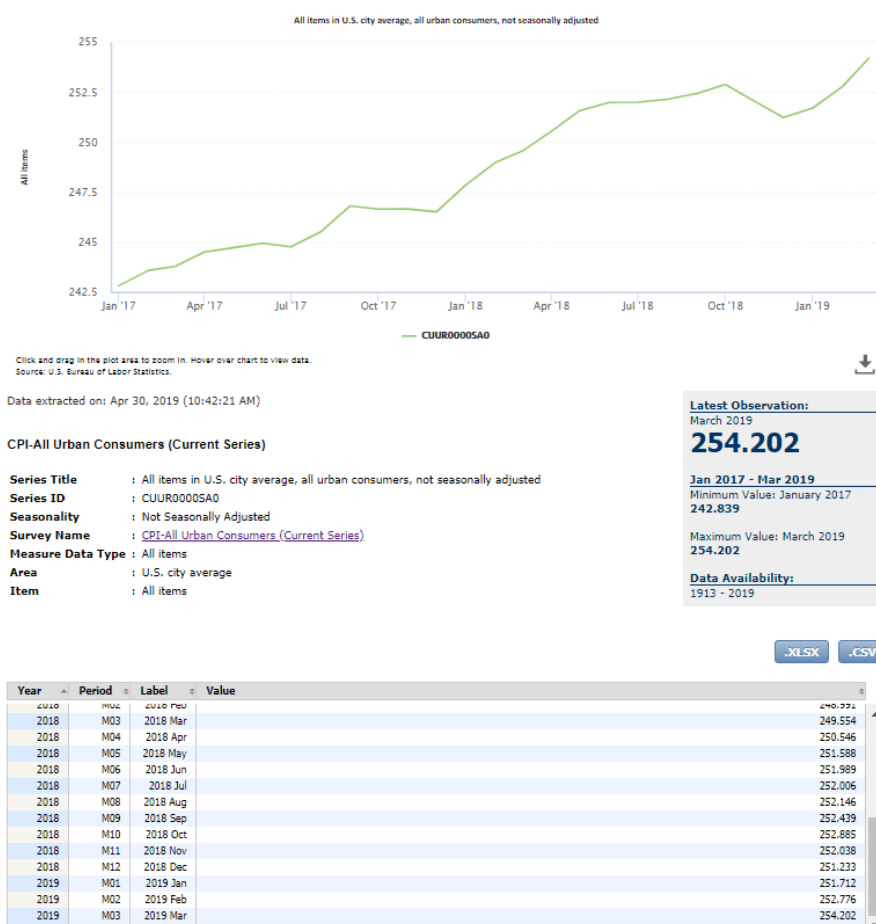 All items in U.S. city average, all urban consumers, not seasonally adjusted
255
252.5
250
247.5
245
242.5
All items
Jan '17 Apr '17 Jul '17 Oct '17 Jan '18 Apr '18 Jul '18 Oct '18 Jan '19
CUUR0000SA0
Click and drag in the plot area to zoom in. Hover over chart to view data.
Source: U.S. Bureau of Labor Statistics.
Data extracted on: Apr 30, 2019 (10:42:21 AM)
CPI-All Urban Consumers (Current Series)
Series Title : All items in U.S. city average, all urban consumers, not seasonally adjusted
Series ID : CUUR0000SA0
Seasonality : Not Seasonally Adjusted
Survey Name : CPI-All Urban Consumers (Current Series)
Measure Data Type : All items
Area : U.S. city average
Item : All items
Latest Observation:
March 2019
254.202
Jan 2017 - Mar 2019
Minimum Value: January 2017
242.839
Maximum Value: March 2019
254.202
Data Availability:
1913 - 2019
.XLSX .CSV
Year Period Label Value
2018 M02 2018 Feb 248.991
2018 M03 2018 Mar 249.554
2018 M04 2018 Apr 250.546
2018 M05 2018 May 251.588
2018 M06 2018 Jun 251.989
2018 M07 2018 Jul 252.006
2018 M08 2018 Aug 252.146
2018 M09 2018 Sep 252.439
2018 M10 2018 Oct 252.885
2018 M11 2018 Nov 252.038
2018 M12 2018 Dec 251.233
2019 M01 2019 Jan 251.712
2019 M02 2019 Feb 252.776
2019 M03 2019 Mar 254.202